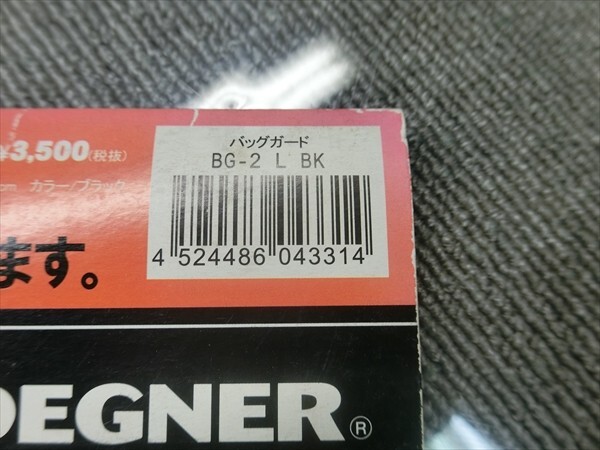 バッグガード
BG-2 L BK
4 524486 043314
¥3,500(税抜)
cm カラー/ブラック
ます。
DEGNER®